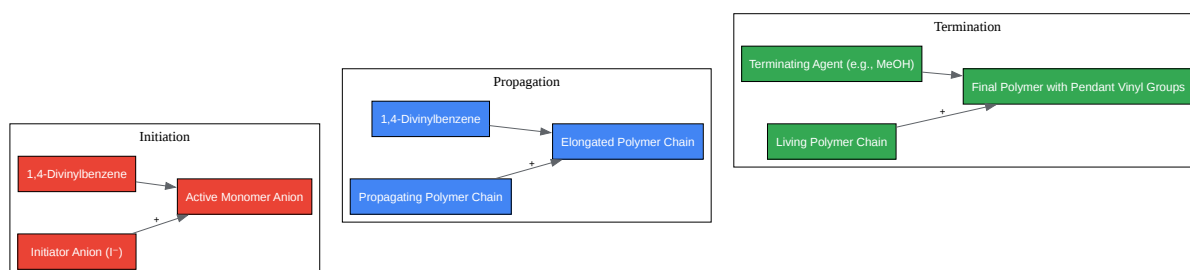 Initiation
1,4-Divinylbenzene
Active Monomer Anion
+
Initiator Anion (I⁻)
Propagation
1,4-Divinylbenzene
Elongated Polymer Chain
+
Propagating Polymer Chain
Termination
Terminating Agent (e.g., MeOH)
Final Polymer with Pendant Vinyl Groups
+
Living Polymer Chain